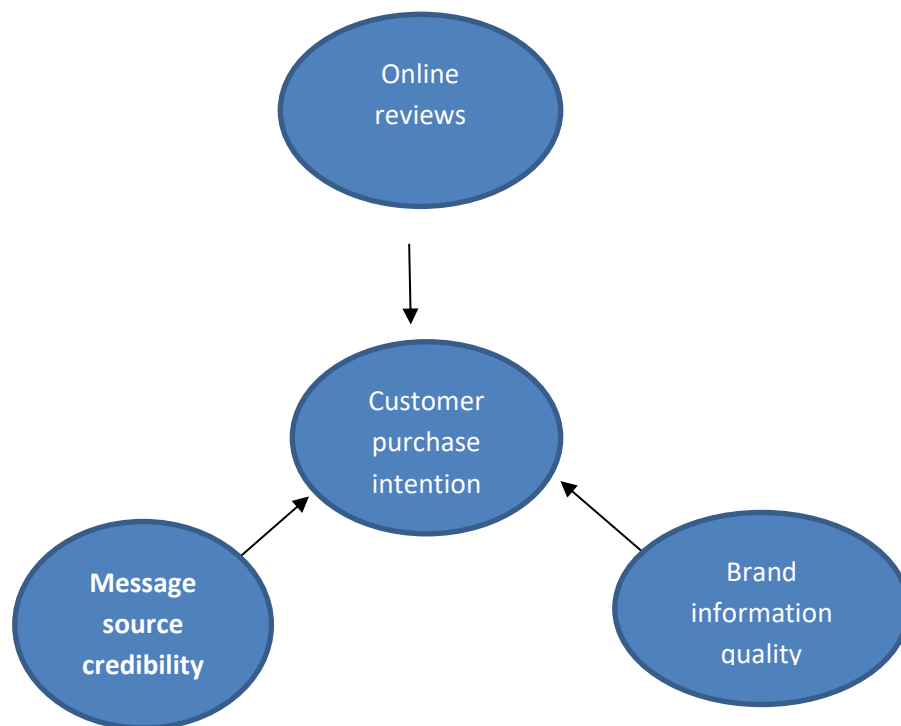 Online
reviews
Customer
purchase
intention
Message
source
credibility
Brand
information
quality